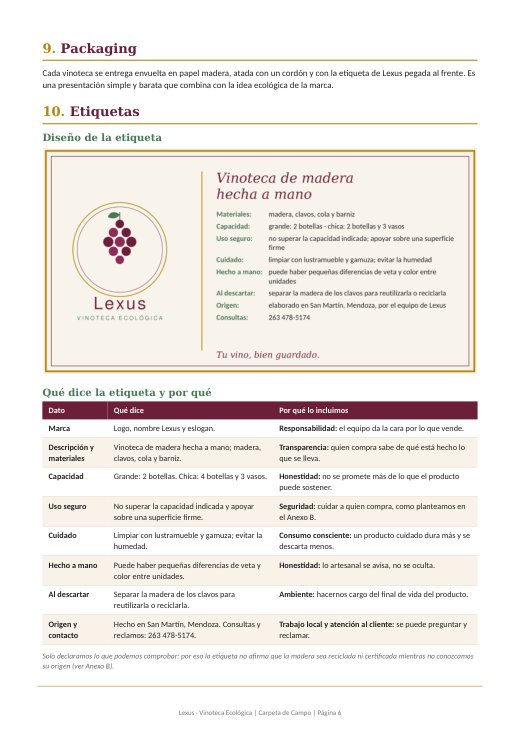 9. Packaging
Cada vinoteca se entrega envuelta en papel madera, atada con un cordón y con la etiqueta de Lexus pegada al frente. Es
una presentación simple y barata que combina con la idea ecológica de la marca.
10. Etiquetas
Diseño de la etiqueta
Lexus
VINOTECA ECOLÓGICA
Vinoteca de madera
hecha a mano
Materiales: madera, clavos, cola y barniz
Capacidad: grande: 2 botellas · chica: 2 botellas y 3 vasos
Uso seguro: no superar la capacidad indicada; apoyar sobre una superficie
firme
Cuidado: limpiar con lustramueble y gamuza; evitar la humedad
Hecho a mano: puede haber pequeñas diferencias de veta y color entre
unidades
Al descartar: separar la madera de los clavos para reutilizarla o reciclarla
Origen: elaborado en San Martín, Mendoza, por el equipo de Lexus
Consultas: 263 478-5174
Tu vino, bien guardado.
Qué dice la etiqueta y por qué
Dato Qué dice Por qué lo incluimos
Marca Logo, nombre Lexus y eslogan. Responsabilidad: el equipo da la cara por lo que vende.
Descripción y Vinoteca de madera hecha a mano; madera, Transparencia: quien compra sabe de qué está hecho lo
materiales clavos, cola y barniz. que se lleva.
Capacidad Grande: 2 botellas. Chica: 4 botellas y 3 vasos. Honestidad: no se promete más de lo que el producto
puede sostener.
Uso seguro No superar la capacidad indicada y apoyar Seguridad: cuidar a quien compra, como planteamos en
sobre una superficie firme. el Anexo B.
Cuidado Limpiar con lustramueble y gamuza; evitar la Consumo consciente: un producto cuidado dura más y se
humedad. descarta menos.
Hecho a mano Puede haber pequeñas diferencias de veta y Honestidad: lo artesanal se avisa, no se oculta.
color entre unidades.
Al descartar Separar la madera de los clavos para Ambiente: hacernos cargo del final de vida del producto.
reutilizarla o reciclarla.
Origen y Hecho en San Martín, Mendoza. Consultas y Trabajo local y atención al cliente: se puede preguntar y
contacto reclamos: 263 478-5174. reclamar.
Solo declaramos lo que podemos comprobar: por eso la etiqueta no afirma que la madera sea reciclada ni certificada mientras no conozcamos
su origen (ver Anexo B).
Lexus · Vinoteca Ecológica | Carpeta de Campo | Página 6